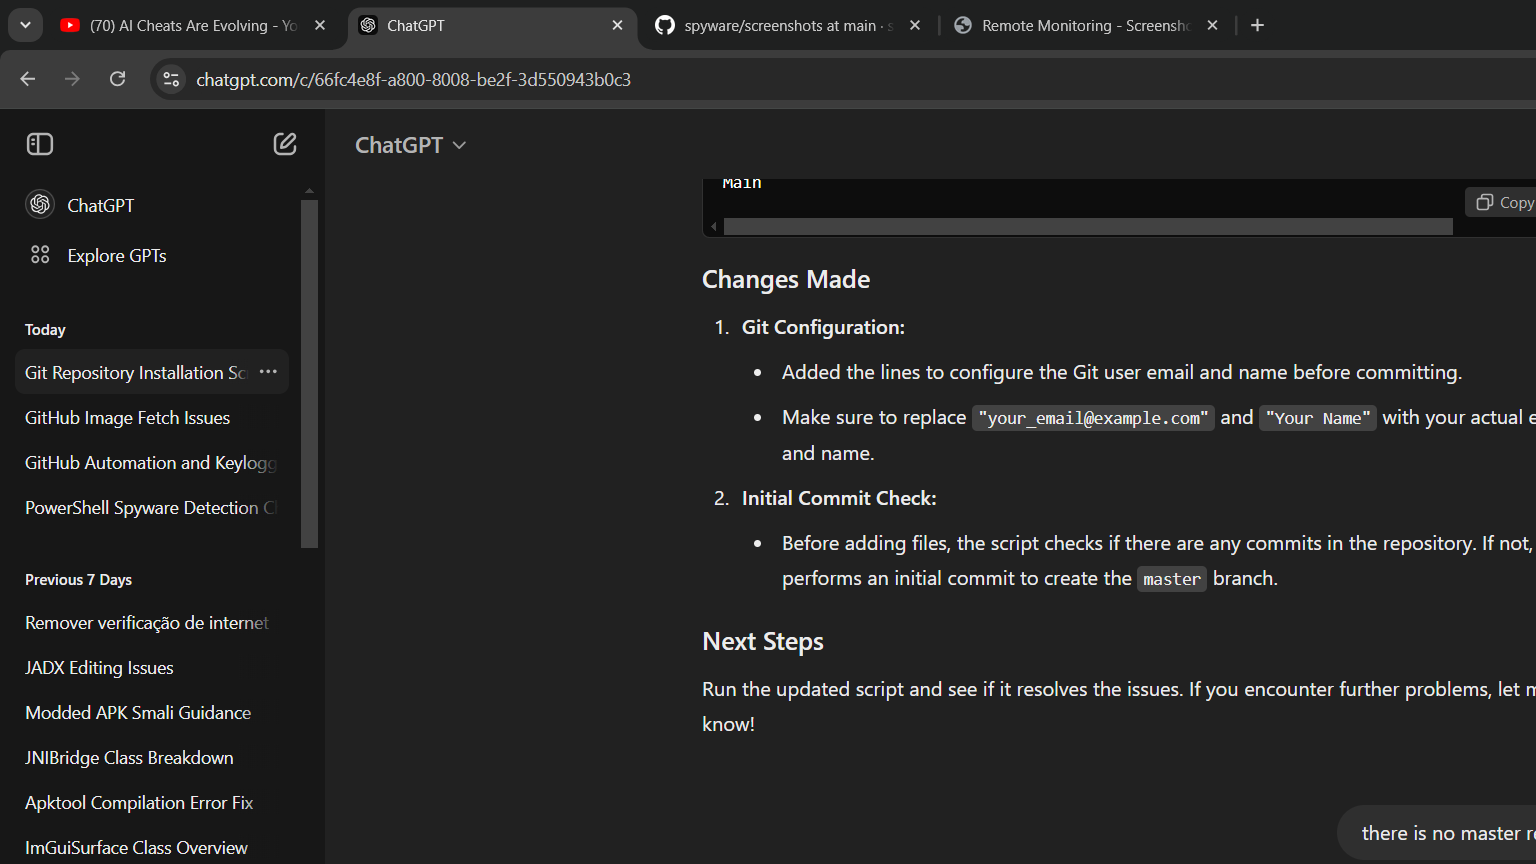 (70) AI Cheats Are Evolving - Yo
ChatGPT
spyware/screenshots at main · s
Remote Monitoring - Screensho
chatgpt.com/c/66fc4e8f-a800-8008-be2f-3d550943b0c3
ChatGPT
ChatGPT
Explore GPTs
Today
Git Repository Installation Sc
GitHub Image Fetch Issues
GitHub Automation and Keylogg
PowerShell Spyware Detection
Previous 7 Days
Remover verificação de internet
JADX Editing Issues
Modded APK Smali Guidance
JNIBridge Class Breakdown
Apktool Compilation Error Fix
ImGuiSurface Class Overview
Main
Copy
Changes Made
1. Git Configuration:
• Added the lines to configure the Git user email and name before committing.
• Make sure to replace "your_email@example.com" and "Your Name" with your actual e
and name.
2. Initial Commit Check:
• Before adding files, the script checks if there are any commits in the repository. If not,
performs an initial commit to create the master branch.
Next Steps
Run the updated script and see if it resolves the issues. If you encounter further problems, let m
know!
there is no master r